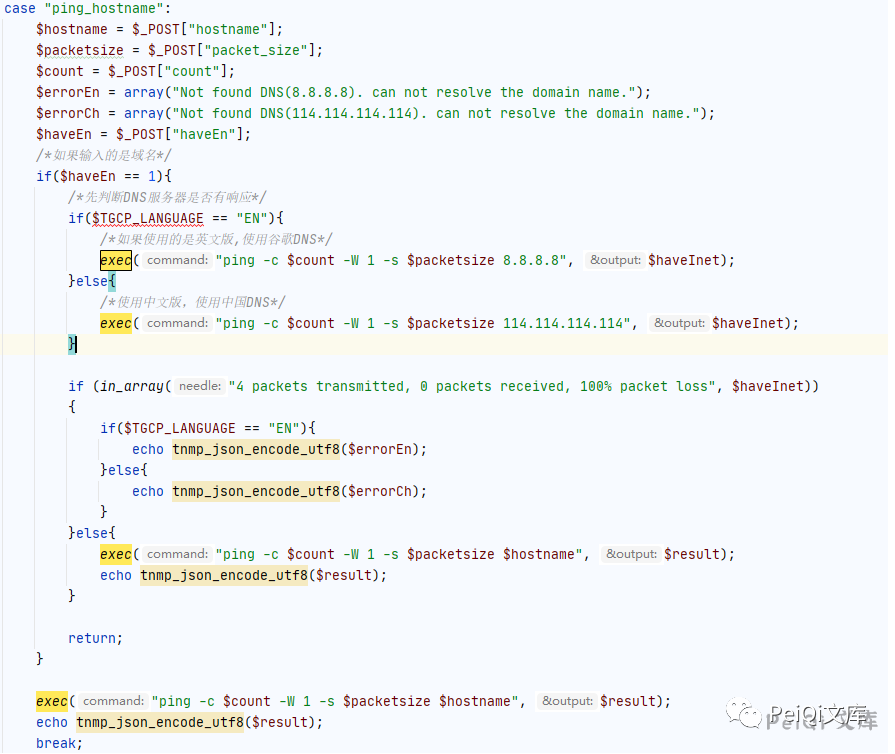 case "ping_hostname":
$hostname = $_POST["hostname"];
$packetsize = $_POST["packet_size"];
$count = $_POST["count"];
$errorEn = array("Not found DNS(8.8.8.8). can not resolve the domain name.");
$errorCh = array("Not found DNS(114.114.114.114). can not resolve the domain name.");
$haveEn = $_POST["haveEn"];
/*如果输入的是域名*/
if($haveEn == 1){
/*先判断DNS服务器是否有响应*/
if($TGCP_LANGUAGE == "EN"){
/*如果使用的是英文版,使用谷歌DNS*/
exec( command: "ping -c $count -W 1 -s $packetsize 8.8.8.8", &output: $haveInet);
}else{
/*使用中文版，使用中国DNS*/
exec( command: "ping -c $count -W 1 -s $packetsize 114.114.114.114", &output: $haveInet);
}
if (in_array( needle: "4 packets transmitted, 0 packets received, 100% packet loss", $haveInet))
{
if($TGCP_LANGUAGE == "EN"){
echo tnmp_json_encode_utf8($errorEn);
}else{
echo tnmp_json_encode_utf8($errorCh);
}
}else{
exec( command: "ping -c $count -W 1 -s $packetsize $hostname", &output: $result);
echo tnmp_json_encode_utf8($result);
}
return;
}
exec( command: "ping -c $count -W 1 -s $packetsize $hostname", &output: $result);
echo tnmp_json_encode_utf8($result);
break;
PeiQi文库
PeiQi文库